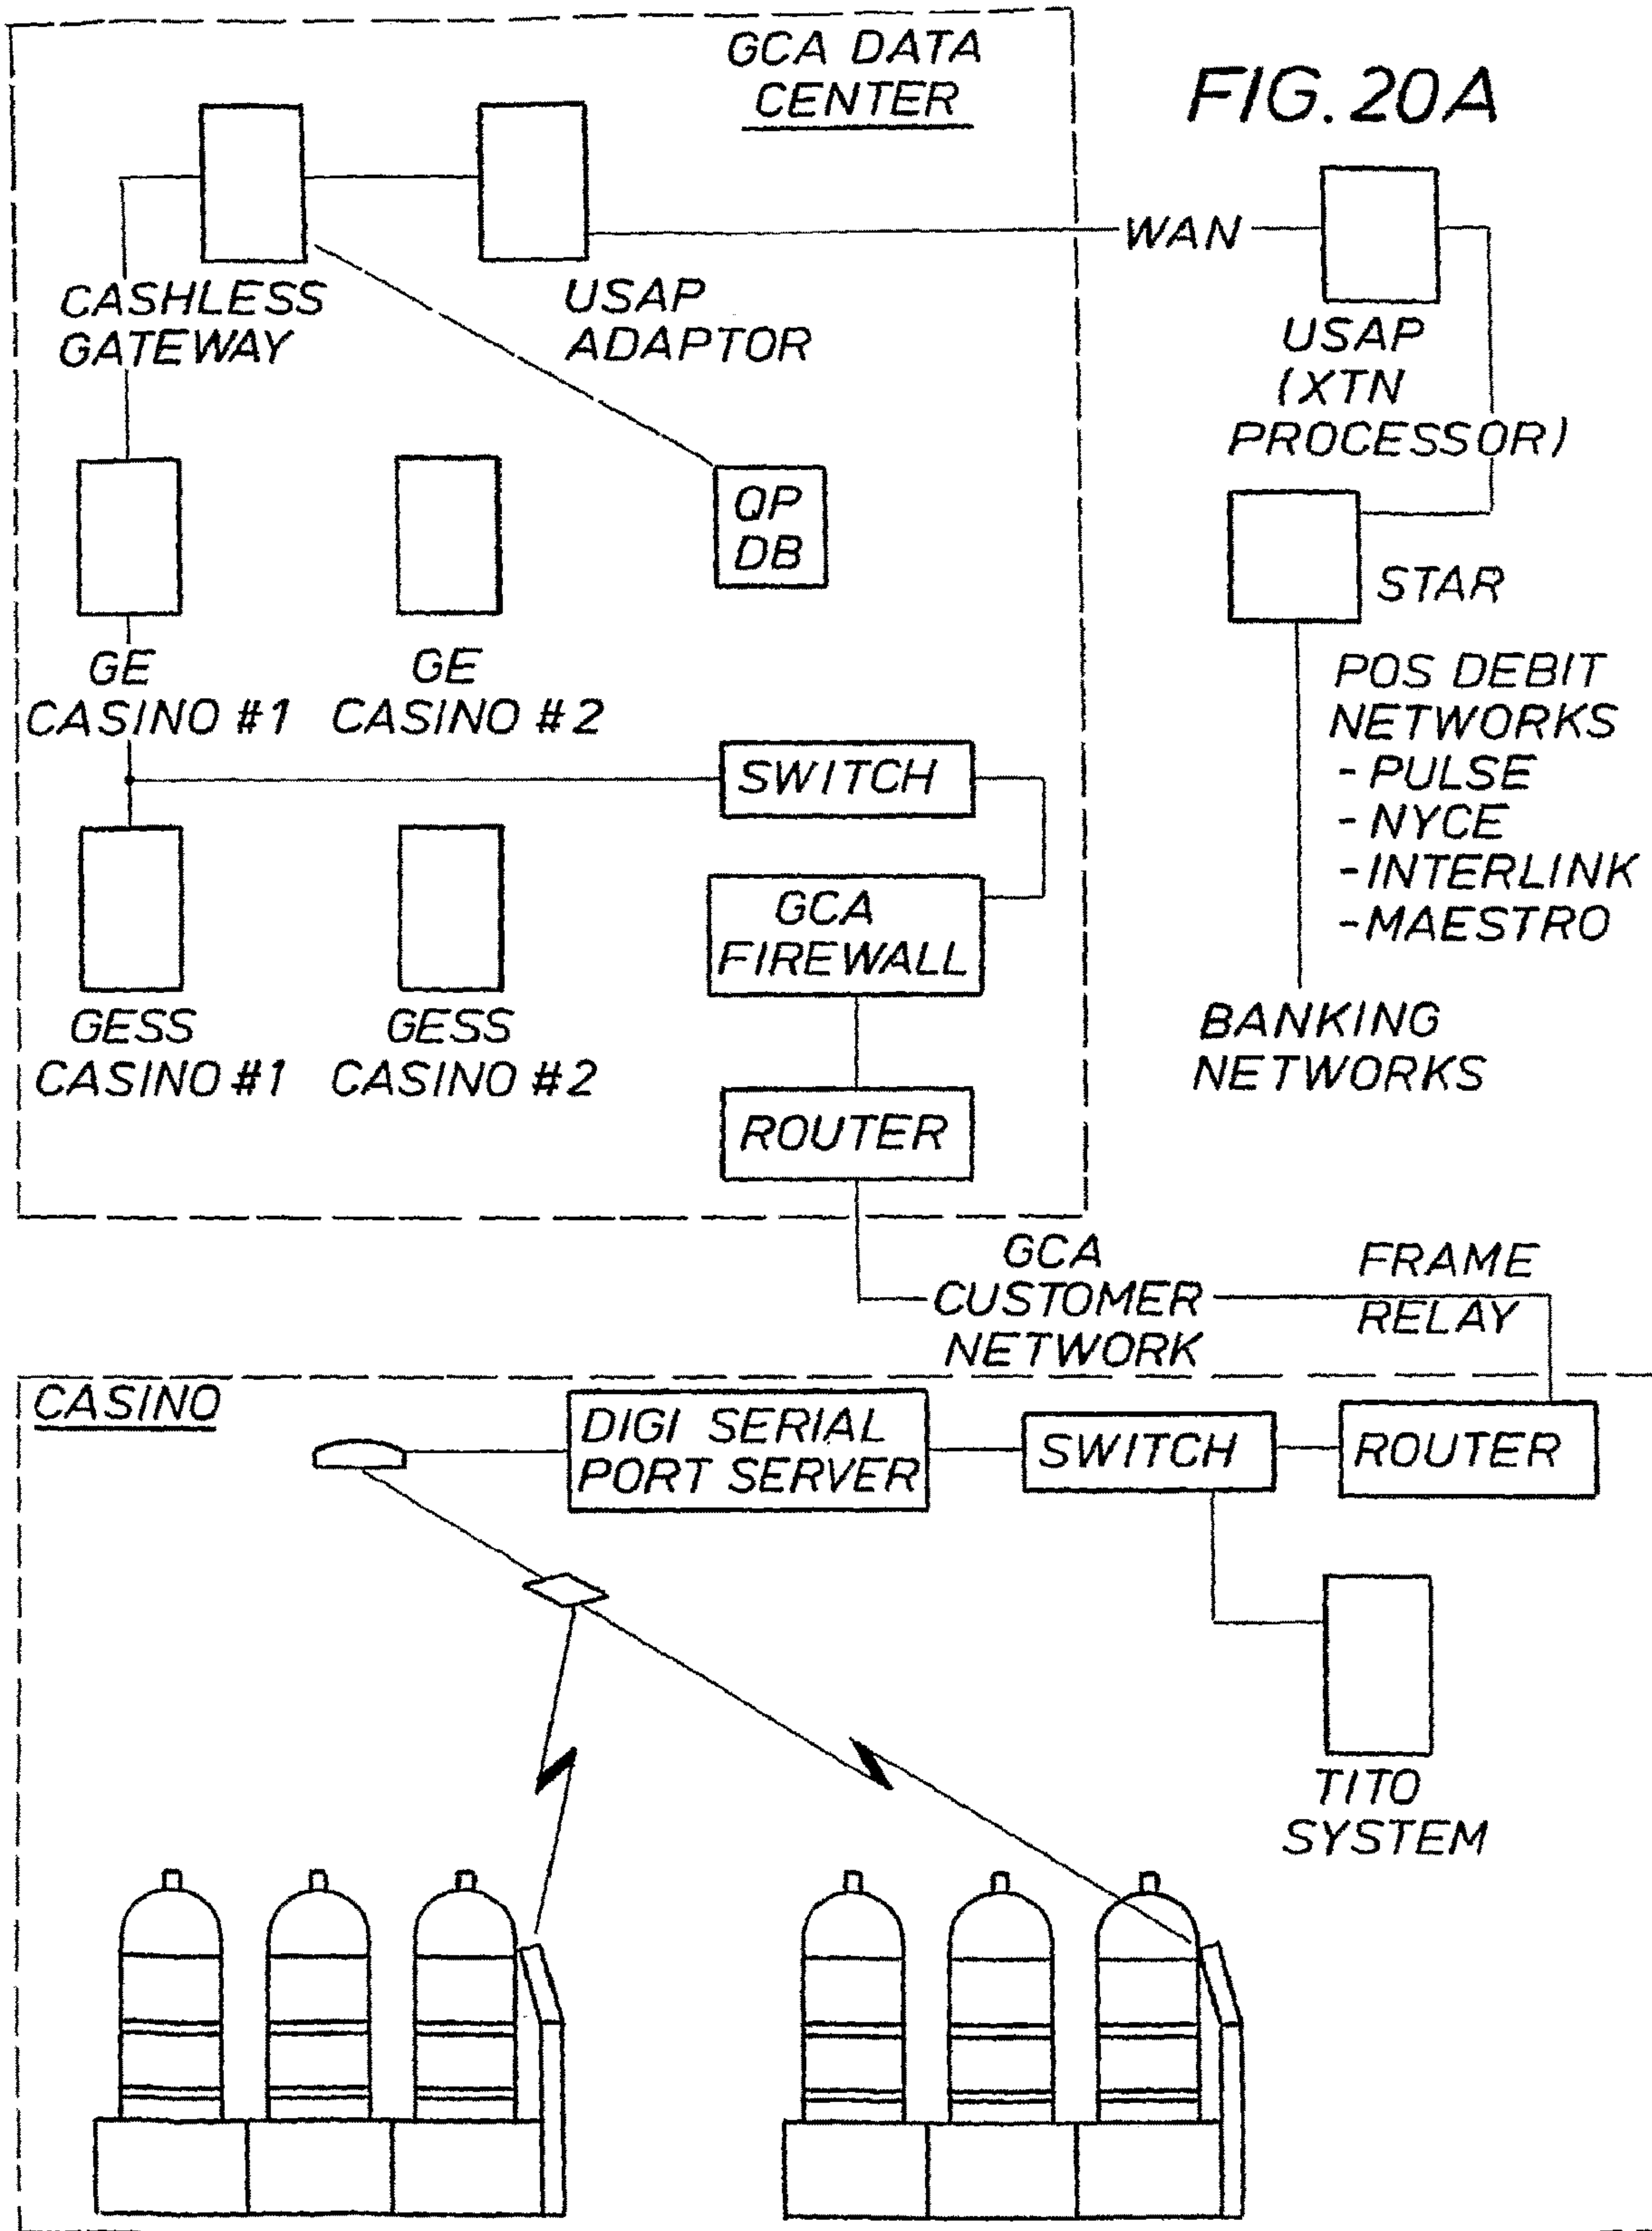 GCA DATA
CENTER
FIG. 20A
CASHLESS
GATEWAY
USAP
ADAPTOR
WAN
USAP
(XTN
PROCESSOR)
QP
DB
STAR
GE
CASINO #1
GE
CASINO #2
POS DEBIT
NETWORKS
- PULSE
- NYCE
- INTERLINK
- MAESTRO
SWITCH
GCA
FIREWALL
GESS
CASINO #1
GESS
CASINO #2
BANKING
NETWORKS
ROUTER
GCA
CUSTOMER
NETWORK
FRAME
RELAY
CASINO
DIGI SERIAL
PORT SERVER
SWITCH
ROUTER
TITO
SYSTEM